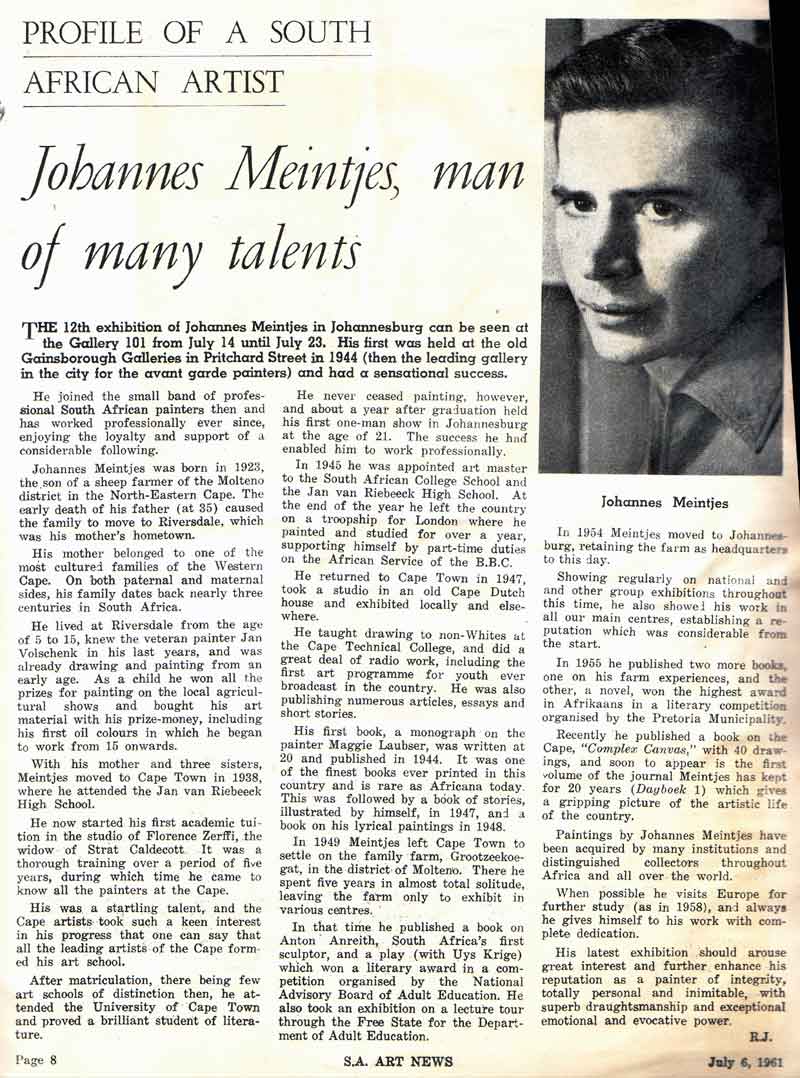 PROFILE OF A SOUTH
AFRICAN ARTIST
Johannes Meintjes, man
of many talents
THE 12th exhibition of Johannes Meintjes in Johannesburg can be seen at
the Gallery 101 from July 14 until July 23. His first was held at the old
Gainsborough Galleries in Pritchard Street in 1944 (then the leading gallery
in the city for the avant garde painters) and had a sensational success.
He joined the small band of profes-
sional South African painters then and
has worked professionally ever since,
enjoying the loyalty and support of a
considerable following.
Johannes Meintjes was born in 1923,
the son of a sheep farmer of the Molteno
district in the North-Eastern Cape. The
early death of his father (at 35) caused
the family to move to Riversdale, which
was his mother's hometown.
His mother belonged to one of the
most cultured families of the Western
Cape. On both paternal and maternal
sides, his family dates back nearly three
centuries in South Africa.
He lived at Riversdale from the age
of 5 to 15, knew the veteran painter Jan
Volschenk in his last years, and was
already drawing and painting from an
early age. As a child he won all the
prizes for painting on the local agricul-
tural shows and bought his art
material with his prize-money, including
his first oil colours in which he began
to work from 15 onwards.
With his mother and three sisters,
Meintjes moved to Cape Town in 1938,
where he attended the Jan van Riebeeck
High School.
He now started his first academic tui-
tion in the studio of Florence Zerffi, the
widow of Strat Caldecott. It was a
thorough training over a period of five
years, during which time he came to
know all the painters at the Cape.
His was a startling talent, and the
Cape artists took such a keen interest
in his progress that one can say that
all the leading artists of the Cape form-
ed his art school.
After matriculation, there being few
art schools of distinction then, he at-
tended the University of Cape Town
and proved a brilliant student of litera-
ture.
He never ceased painting, however,
and about a year after graduation held
his first one-man show in Johannesburg
at the age of 21. The success he had
enabled him to work professionally.
In 1945 he was appointed art master
to the South African College School and
the Jan van Riebeeck High School. At
the end of the year he left the country
on a troopship for London where he
painted and studied for over a year,
supporting himself by part-time duties
on the African Service of the B.B.C.
He returned to Cape Town in 1947,
took a studio in an old Cape Dutch
house and exhibited locally and else-
where.
He taught drawing to non-Whites at
the Cape Technical College, and did a
great deal of radio work, including the
first art programme for youth ever
broadcast in the country. He was also
publishing numerous articles, essays and
short stories.
His first book, a monograph on the
painter Maggie Laubser, was written at
20 and published in 1944. It was one
of the finest books ever printed in this
country and is rare as Africana today.
This was followed by a book of stories,
illustrated by himself, in 1947, and a
book on his lyrical paintings in 1948.
In 1949 Meintjes left Cape Town to
settle on the family farm, Grootzeekoe-
gat, in the district of Molteno. There he
spent five years in almost total solitude,
leaving the farm only to exhibit in
various centres.
In that time he published a book on
Anton Anreith, South Africa's first
sculptor, and a play (with Uys Krige)
which won a literary award in a com-
petition organised by the National
Advisory Board of Adult Education. He
also took an exhibition on a lecture tour
through the Free State for the Depart-
ment of Adult Education.
Johannes Meintjes
In 1954 Meintjes moved to Johannes-
burg, retaining the farm as headquarters
to this day.
Showing regularly on national and
and other group exhibitions throughout
this time, he also showed his work in
all our main centres, establishing a re-
putation which was considerable from
the start.
In 1955 he published two more books,
one on his farm experiences, and the
other, a novel, won the highest award
in Afrikaans in a literary competition
organised by the Pretoria Municipality.
Recently he published a book on the
Cape, "Complex Canvas," with 40 draw-
ings, and soon to appear is the first
volume of the journal Meintjes has kept
for 20 years (Dagboek 1) which gives
a gripping picture of the artistic life
of the country.
Paintings by Johannes Meintjes have
been acquired by many institutions and
distinguished collectors throughout
Africa and all over the world.
When possible he visits Europe for
further study (as in 1958), and always
he gives himself to his work with com-
plete dedication.
His latest exhibition should arouse
great interest and further enhance his
reputation as a painter of integrity,
totally personal and inimitable, with
superb draughtsmanship and exceptional
emotional and evocative power.
R.J.
Page 8
S.A. ART NEWS
July 6, 1961